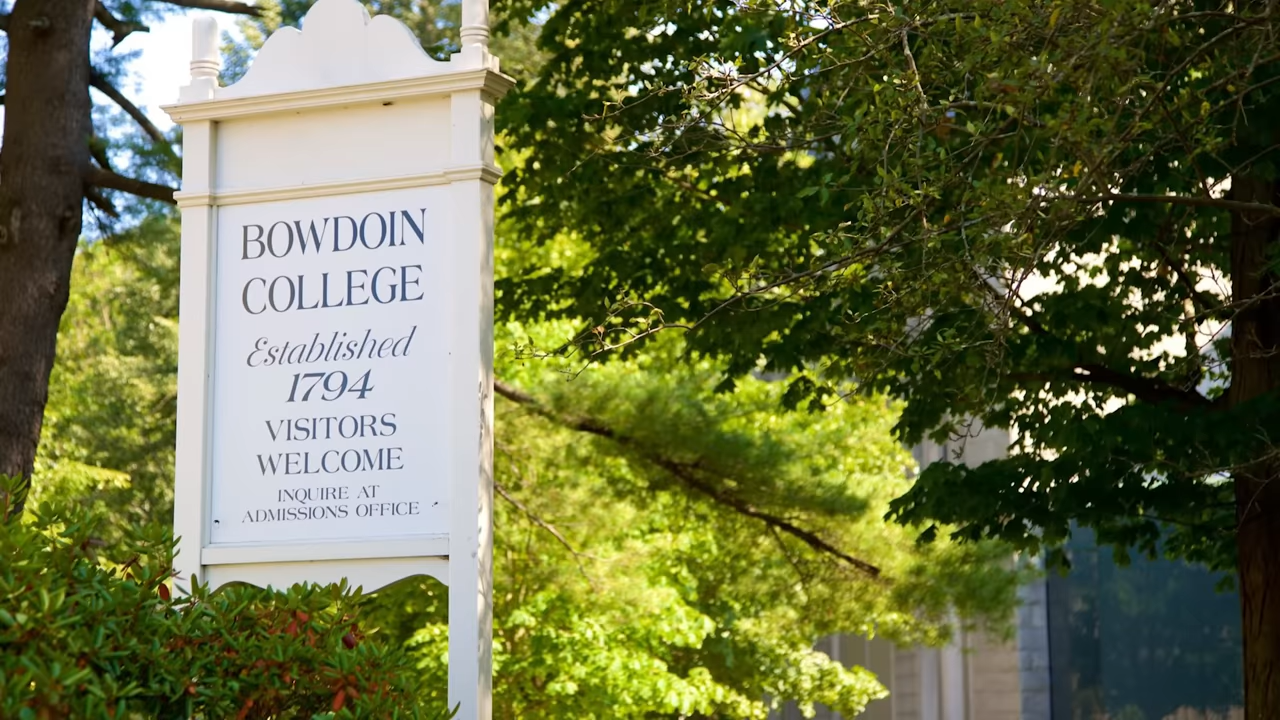 BOWDOIN
COLLEGE
Established
1794
VISITORS
WELCOME
INQUIRE AT
ADMISSIONS OFFICE